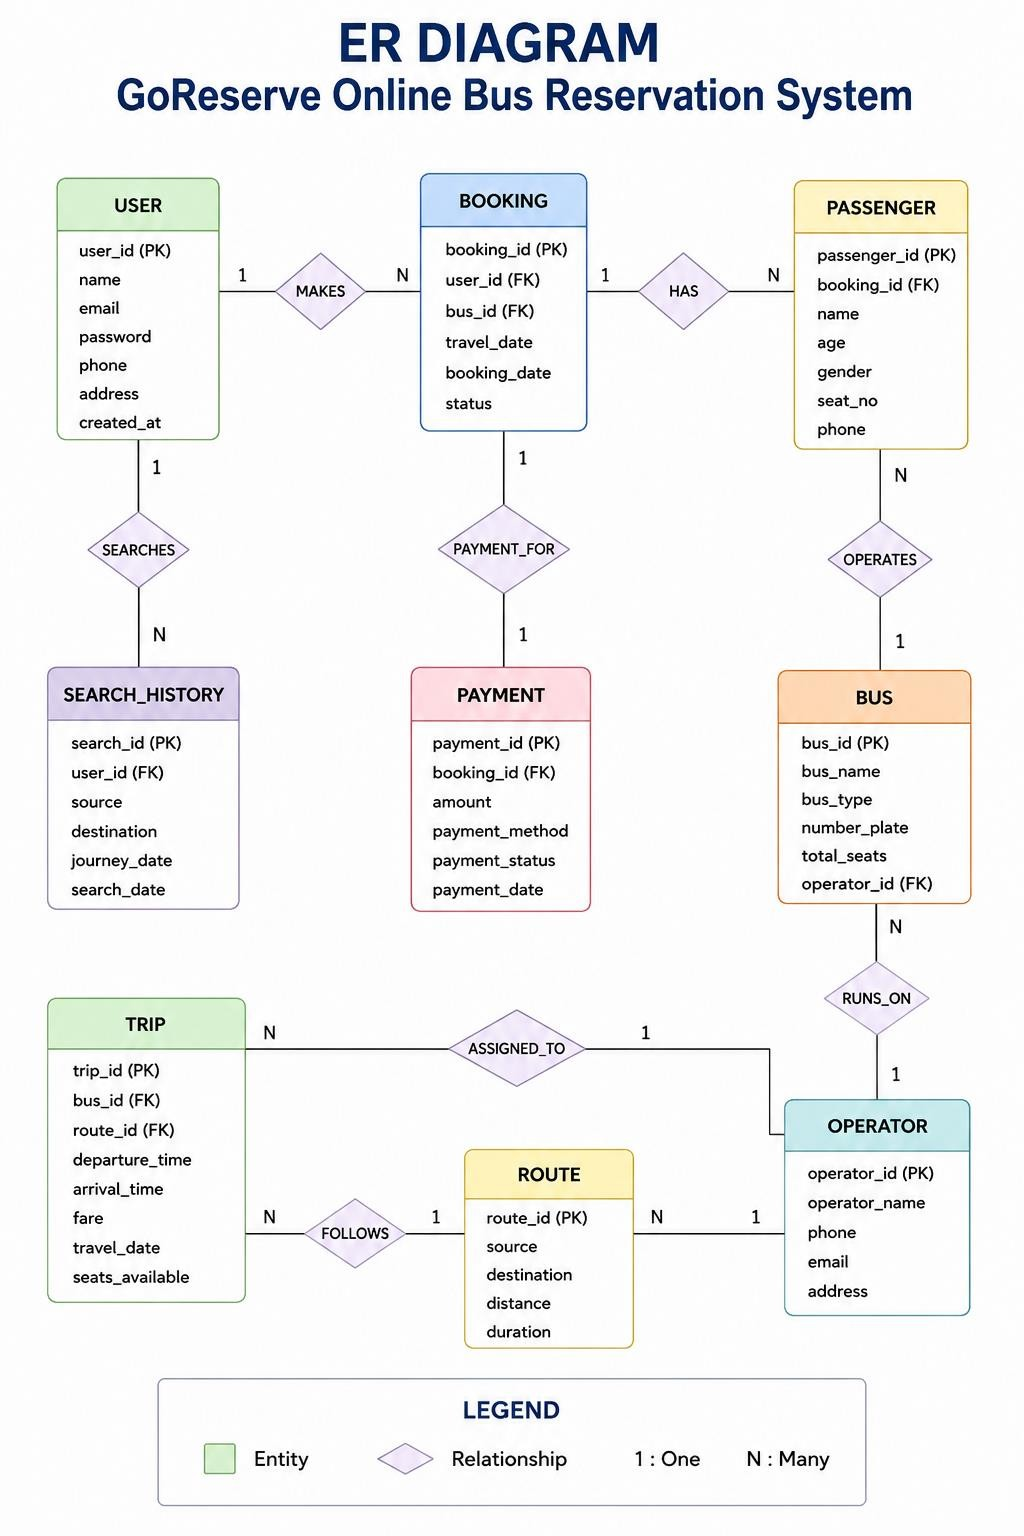 ER DIAGRAM
GoReserve Online Bus Reservation System
USER
user_id (PK)
name
email
password
phone
address
created_at
1
MAKES
N
BOOKING
booking_id (PK)
user_id (FK)
bus_id (FK)
travel_date
booking_date
status
1
HAS
N
PASSENGER
passenger_id (PK)
booking_id (FK)
name
age
gender
seat_no
phone
1
SEARCHES
N
1
PAYMENT_FOR
1
N
OPERATES
1
SEARCH_HISTORY
search_id (PK)
user_id (FK)
source
destination
journey_date
search_date
PAYMENT
payment_id (PK)
booking_id (FK)
amount
payment_method
payment_status
payment_date
BUS
bus_id (PK)
bus_name
bus_type
number_plate
total_seats
operator_id (FK)
N
RUNS_ON
1
TRIP
trip_id (PK)
bus_id (FK)
route_id (FK)
departure_time
arrival_time
fare
travel_date
seats_available
N
ASSIGNED_TO
1
N
FOLLOWS
1
ROUTE
route_id (PK)
source
destination
distance
duration
N
1
OPERATOR
operator_id (PK)
operator_name
phone
email
address
LEGEND
Entity
Relationship
1 : One
N : Many